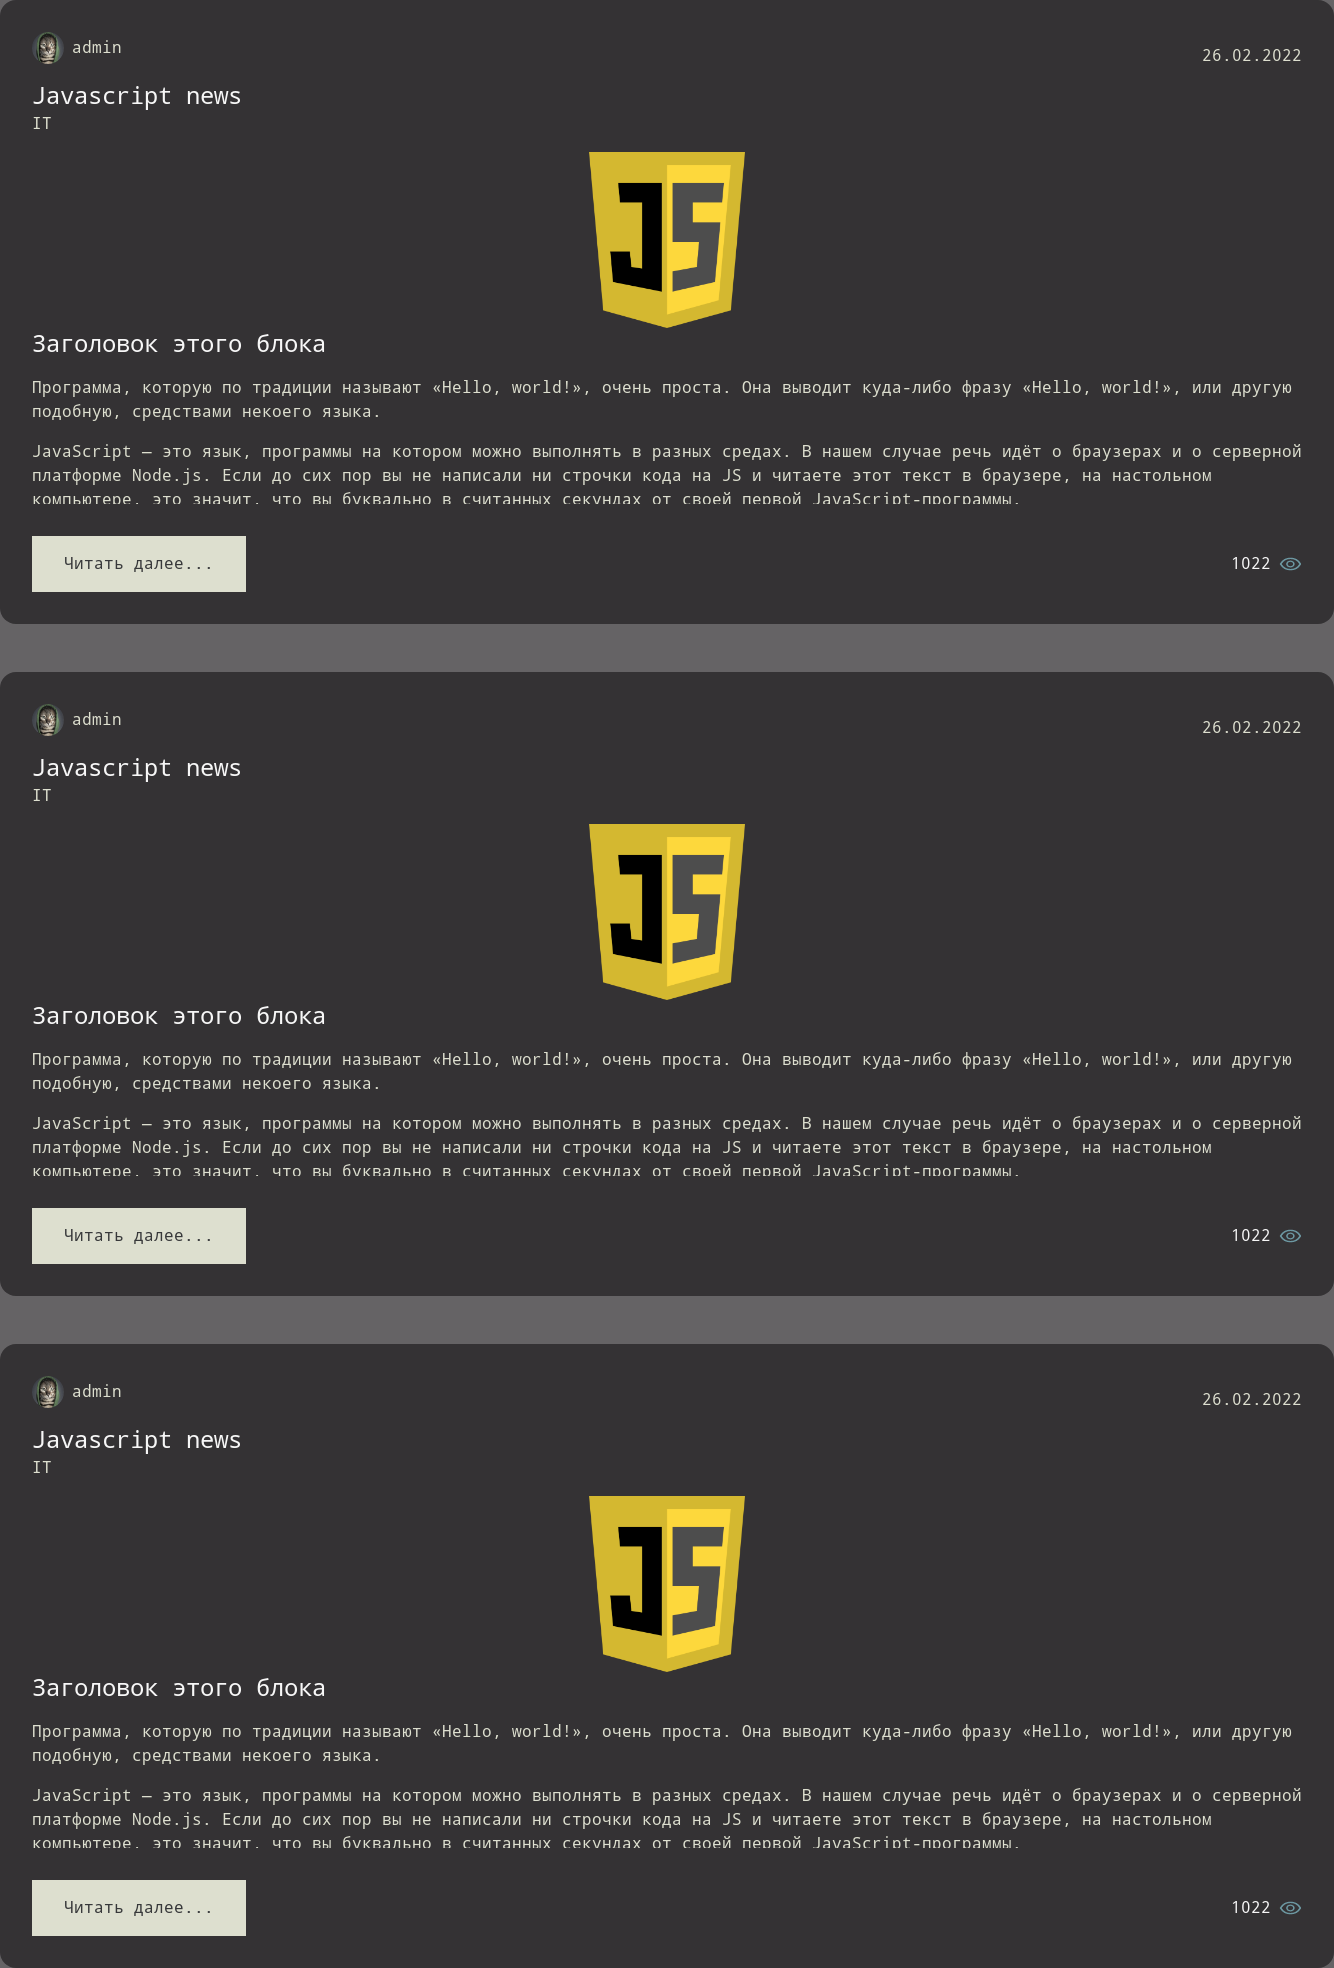 admin
26.02.2022
Javascript news
IT
JS
Заголовок этого блока
Программа, которую по традиции называют «Hello, world!», очень проста. Она выводит куда-либо фразу «Hello, world!», или другую
подобную, средствами некоего языка.
JavaScript — это язык, программы на котором можно выполнять в разных средах. В нашем случае речь идёт о браузерах и о серверной
платформе Node.js. Если до сих пор вы не написали ни строчки кода на JS и читаете этот текст в браузере, на настольном
компьютере, это значит, что вы буквально в считанных секундах от своей первой JavaScript-программы.
Читать далее...
1022
admin
26.02.2022
Javascript news
IT
JS
Заголовок этого блока
Программа, которую по традиции называют «Hello, world!», очень проста. Она выводит куда-либо фразу «Hello, world!», или другую
подобную, средствами некоего языка.
JavaScript — это язык, программы на котором можно выполнять в разных средах. В нашем случае речь идёт о браузерах и о серверной
платформе Node.js. Если до сих пор вы не написали ни строчки кода на JS и читаете этот текст в браузере, на настольном
компьютере, это значит, что вы буквально в считанных секундах от своей первой JavaScript-программы.
Читать далее...
1022
admin
26.02.2022
Javascript news
IT
JS
Заголовок этого блока
Программа, которую по традиции называют «Hello, world!», очень проста. Она выводит куда-либо фразу «Hello, world!», или другую
подобную, средствами некоего языка.
JavaScript — это язык, программы на котором можно выполнять в разных средах. В нашем случае речь идёт о браузерах и о серверной
платформе Node.js. Если до сих пор вы не написали ни строчки кода на JS и читаете этот текст в браузере, на настольном
компьютере, это значит, что вы буквально в считанных секундах от своей первой JavaScript-программы.
Читать далее...
1022